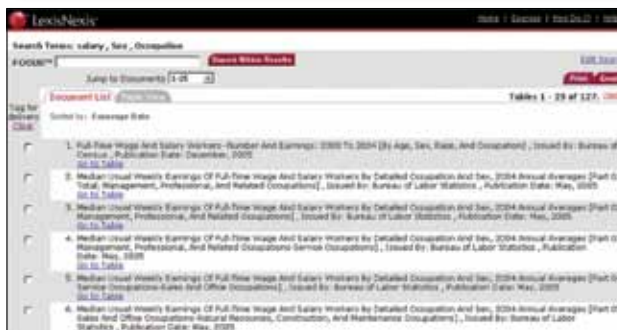 LexisNexis
Home | Sources | How Do I? |
Search Terms: salary , Sex , Occupation
FOCUS™ Search Within Results
Edit Search
Jump to Documents 1-25
Print
Document List
Tables 1 - 25 of 127.
Tag for
delivery
Clear
Sorted by: Coverage Date
1. Full-Time Wage And Salary Workers-Number And Earnings: 2000 To 2004 [By Age, Sex, Race, And Occupation] , Issued By: Bureau of
Census , Publication Date: December, 2005
Go to Table
2. Median Usual Weekly Earnings Of Full-Time Wage And Salary Workers By Detailed Occupation And Sex, 2004 Annual Averages [Part
Total, Management, Professional, And Related Occupations] , Issued By: Bureau of Labor Statistics , Publication Date: May, 2005
Go to Table
3. Median Usual Weekly Earnings Of Full-Time Wage And Salary Workers By Detailed Occupation And Sex, 2004 Annual Averages [Part
Management, Professional, And Related Occupations] , Issued By: Bureau of Labor Statistics , Publication Date: May, 2005
Go to Table
4. Median Usual Weekly Earnings Of Full-Time Wage And Salary Workers By Detailed Occupation And Sex, 2004 Annual Averages [Part
Management, Professional, And Related Occupations-Service Occupations] , Issued By: Bureau of Labor Statistics , Publication
Date: May, 2005
Go to Table
5. Median Usual Weekly Earnings Of Full-Time Wage And Salary Workers By Detailed Occupation And Sex, 2004 Annual Averages [Part
Service Occupations-Sales And Office Occupations] , Issued By: Bureau of Labor Statistics , Publication Date: May, 2005
Go to Table
6. Median Usual Weekly Earnings Of Full-Time Wage And Salary Workers By Detailed Occupation And Sex, 2004 Annual Averages [Part
Sales And Office Occupations-Natural Resources, Construction, And Maintenance Occupations] , Issued By: Bureau of Labor
Statistics , Publication Date: May, 2005